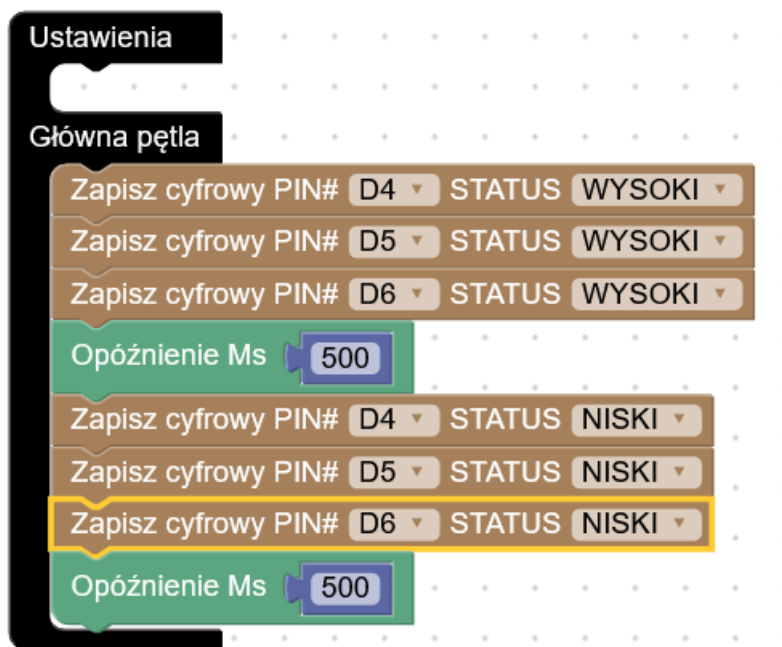 Ustawienia
Główna pętla
Zapisz cyfrowy PIN# D4 STATUS WYSOKI
Zapisz cyfrowy PIN# D5 STATUS WYSOKI
Zapisz cyfrowy PIN# D6 STATUS WYSOKI
Opóźnienie Ms 500
Zapisz cyfrowy PIN# D4 STATUS NISKI
Zapisz cyfrowy PIN# D5 STATUS NISKI
Zapisz cyfrowy PIN# D6 STATUS NISKI
Opóźnienie Ms 500